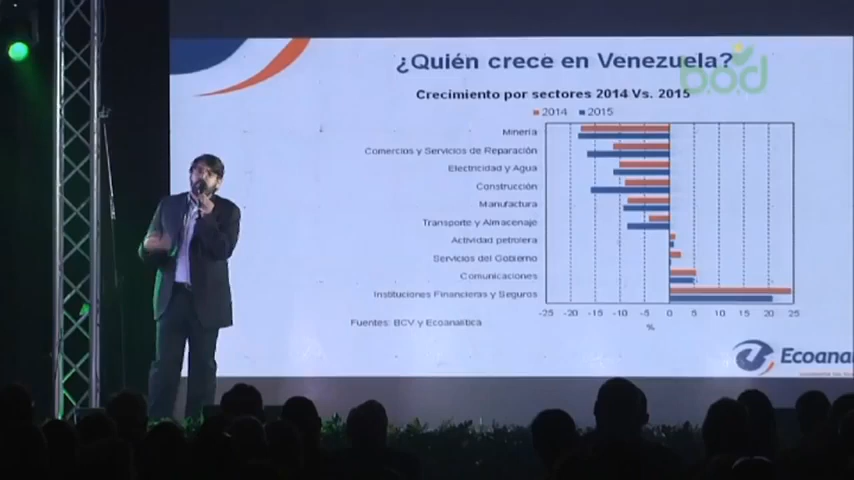 ¿Quién crece en Venezuela?
bod
Crecimiento por sectores 2014 Vs. 2015
2014 2015
Minería
Comercios y Servicios de Reparación
Electricidad y Agua
Construcción
Manufactura
Transporte y Almacenaje
Actividad petrolera
Servicios del Gobierno
Comunicaciones
Instituciones Financieras y Seguros
-25 -20 -15 -10 -5 0 5 10 15 20 25
%
Fuentes: BCV y Ecoanalítica
Ecoanal